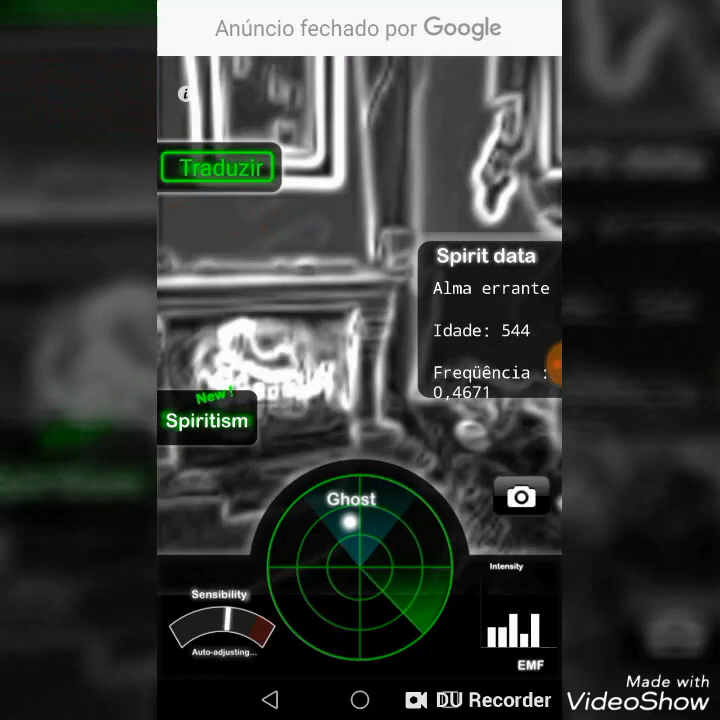 Anúncio fechado por Google
i
Traduzir
Spirit data
Alma errante
Idade: 544
Freqüência :
0,4671
New!
Spiritism
Ghost
Intensity
Sensibility
Auto-adjusting...
EMF
DU Recorder
Made with
VideoShow